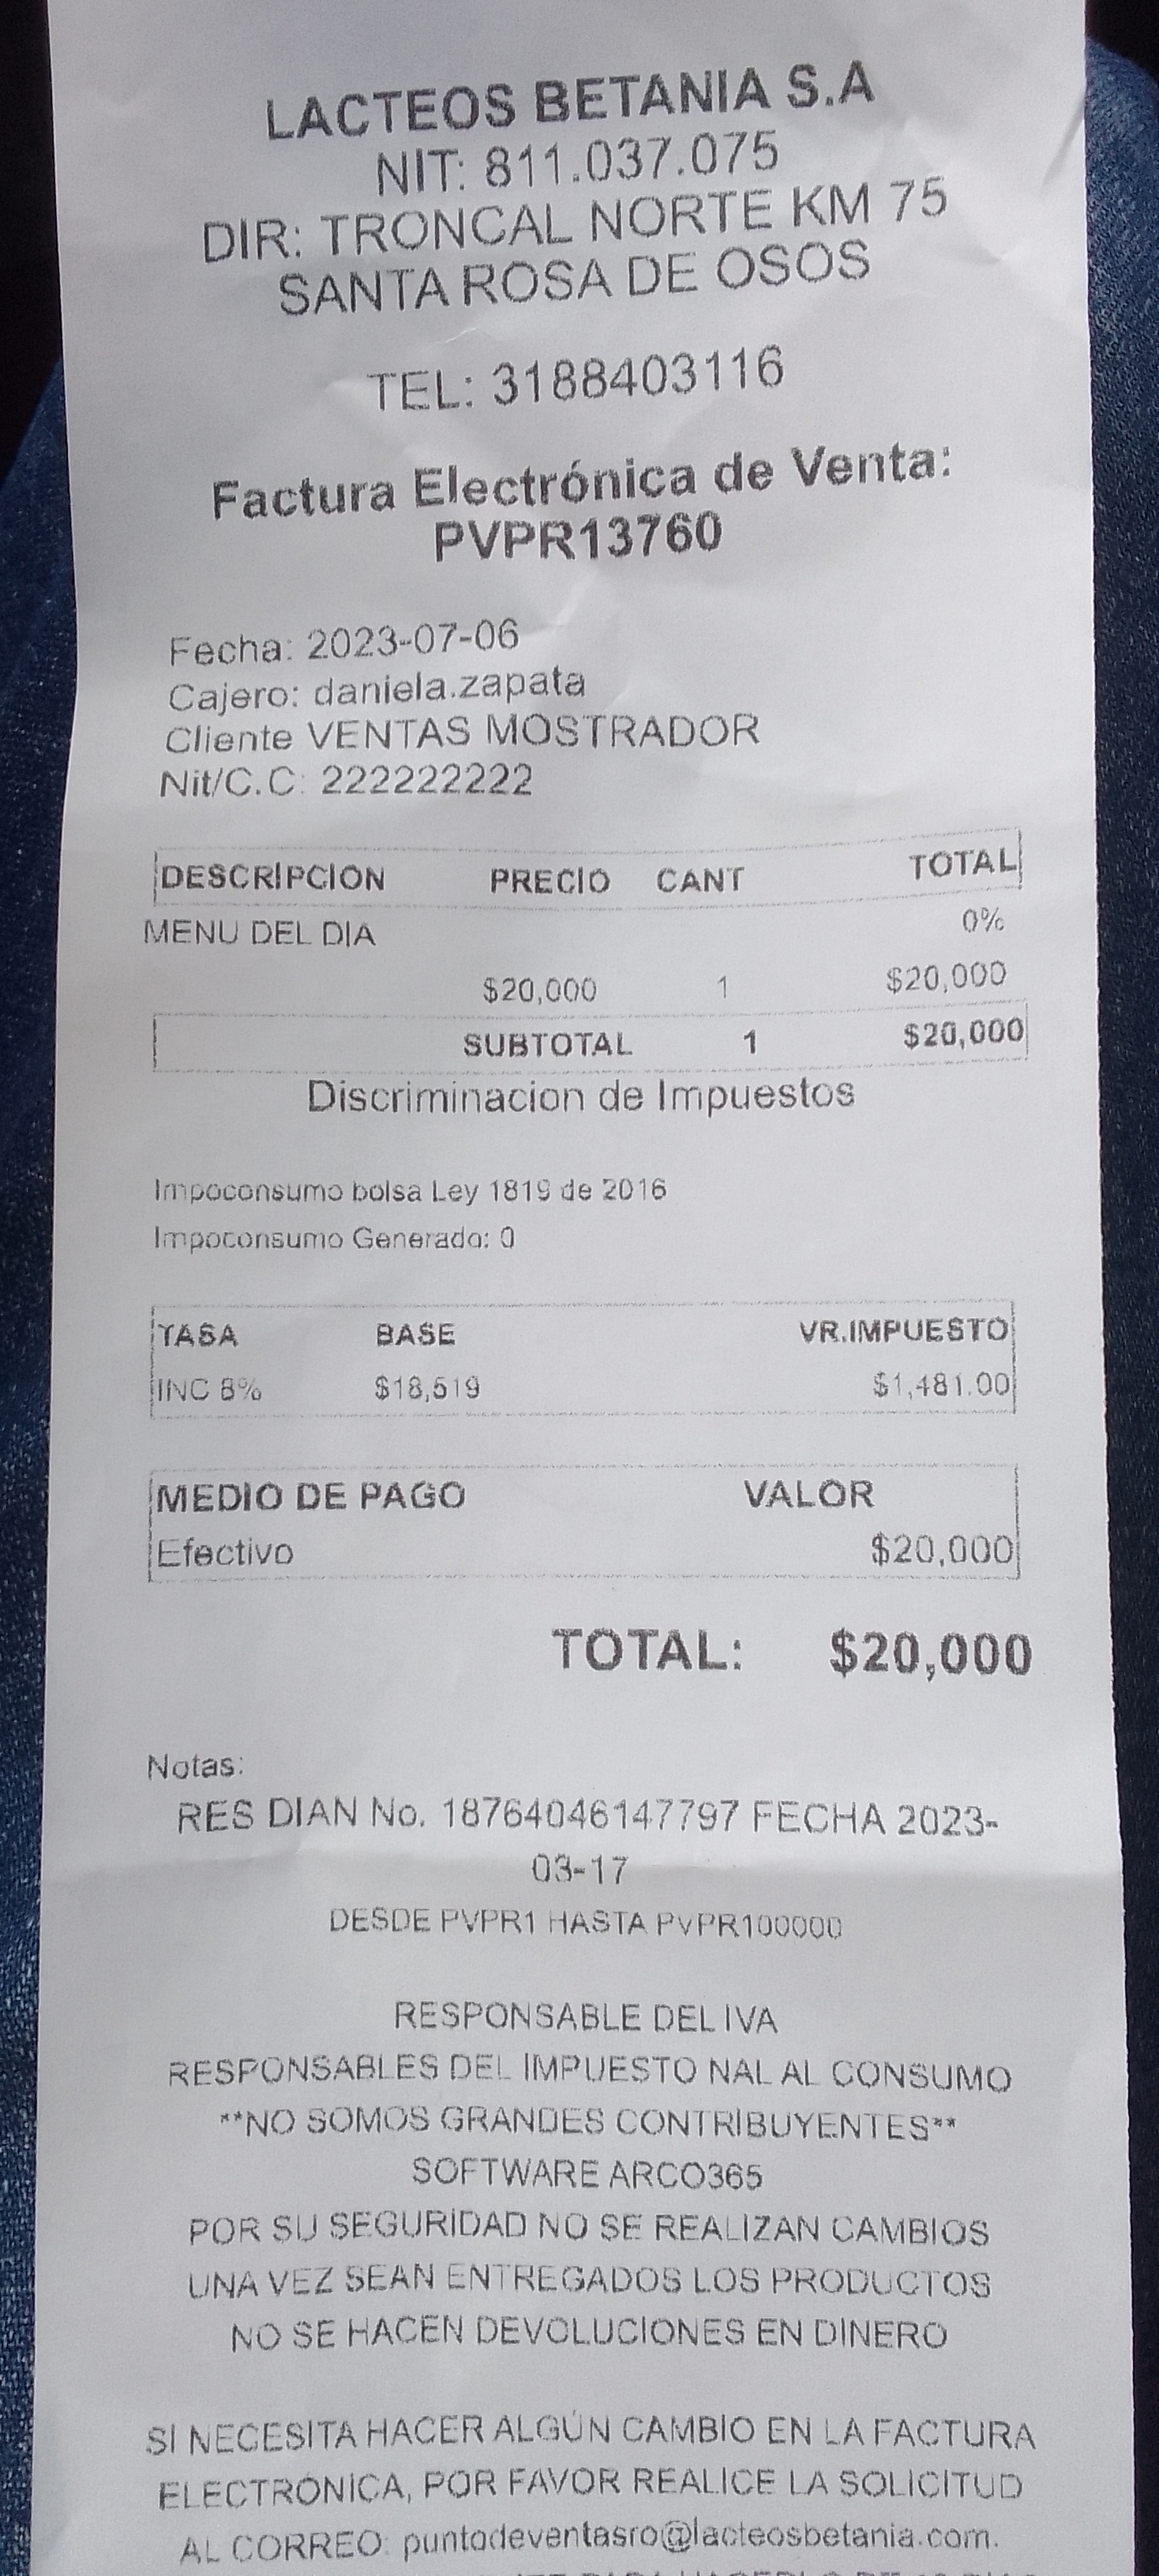 LACTEOS BETANIA S.A
NIT: 811.037.075
DIR: TRONCAL NORTE KM 75
SANTA ROSA DE OSOS
TEL: 3188403116
Factura Electrónica de Venta:
PVPR13760
Fecha: 2023-07-06
Cajero: daniela.zapata
Cliente VENTAS MOSTRADOR
Nit/C.C: 222222222
DESCRIPCION PRECIO CANT TOTAL
MENU DEL DIA 0%
$20,000 1 $20,000
SUBTOTAL 1 $20,000
Discriminacion de Impuestos
Impoconsumo bolsa Ley 1819 de 2016
Impoconsumo Generado: 0
TASA BASE VR.IMPUESTO
INC 8% $18,519 $1,481.00
MEDIO DE PAGO VALOR
Efectivo $20,000
TOTAL: $20,000
Notas:
RES DIAN No. 18764046147797 FECHA 2023-
03-17
DESDE PVPR1 HASTA PVPR100000
RESPONSABLE DEL IVA
RESPONSABLES DEL IMPUESTO NAL AL CONSUMO
**NO SOMOS GRANDES CONTRIBUYENTES**
SOFTWARE ARCO365
POR SU SEGURIDAD NO SE REALIZAN CAMBIOS
UNA VEZ SEAN ENTREGADOS LOS PRODUCTOS
NO SE HACEN DEVOLUCIONES EN DINERO
SI NECESITA HACER ALGÚN CAMBIO EN LA FACTURA
ELECTRÓNICA, POR FAVOR REALICE LA SOLICITUD
AL CORREO: puntodeventasro@lacteosbetania.com.